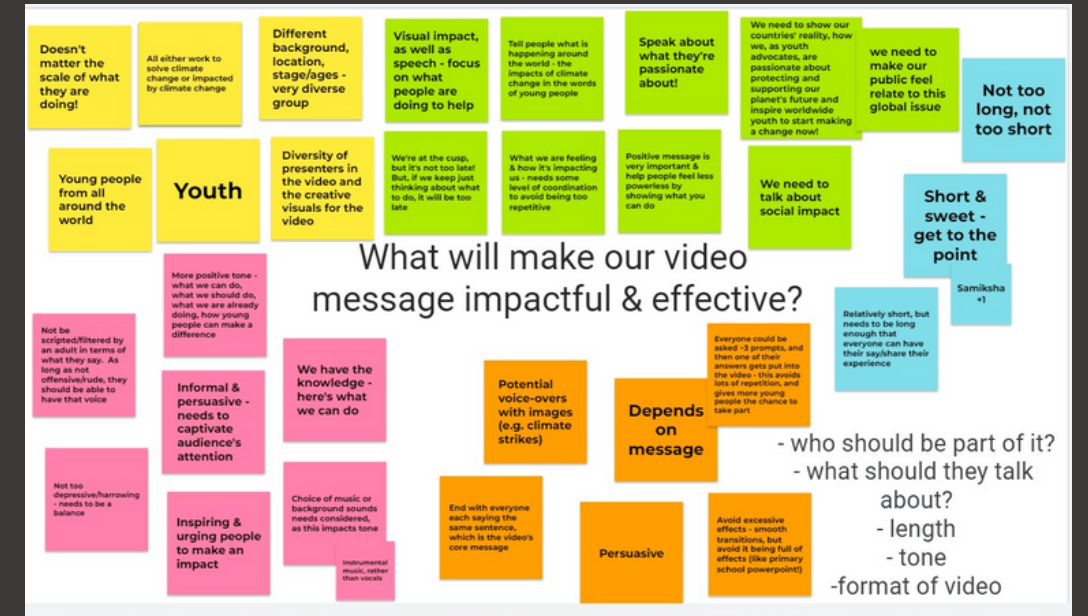 Doesn't
matter the
scale of what
they are
doing!
All either work to
solve climate
change or impacted
by climate change
Different
background,
location,
stage/ages -
very diverse
group
Young people
from all
around the
world
Youth
Diversity of
presenters in
the video and
the creative
visuals for the
video
Visual impact,
as well as
speech - focus
on what
people are
doing to help
Tell people what is
happening around
the world - the
impacts of climate
change in the words
of young people
Speak about
what they're
passionate
about!
We need to show our
countries' reality, how
we, as youth
advocates, are
passionate about
protecting and
supporting our
planet's future and
inspire worldwide
youth to start making
a change now!
we need to
make our
public feel
relate to this
global issue
We're at the cusp,
but it's not too late!
But, if we keep just
thinking about what
to do, it will be too
late
What we are feeling
& how it's impacting
us - needs some
level of coordination
to avoid being too
repetitive
Positive message is
very important &
help people feel less
powerless by
showing what you
can do
We need to
talk about
social impact
Not too
long, not
too short
Short &
sweet -
get to the
point
Samiksha
+1
Relatively short, but
needs to be long
enough that
everyone can have
their say/share their
experience
What will make our video
message impactful & effective?
More positive tone -
what we can do,
what we should do,
what we are already
doing, how young
people can make a
difference
Not be
scripted/filtered by
an adult in terms of
what they say. As
long as not
offensive/rude, they
should be able to
have that voice
Informal &
persuasive -
needs to
captivate
audience's
attention
We have the
knowledge -
here's what
we can do
Not too
depressive/harrowing
- needs to be a
balance
Inspiring &
urging people
to make an
impact
Choice of music or
background sounds
needs considered,
as this impacts tone
Instrumental
music, rather
than vocals
Potential
voice-overs
with images
(e.g. climate
strikes)
Depends
on
message
Everyone could be
asked ~3 prompts, and
then one of their
answers gets put into
the video - this avoids
lots of repetition, and
gives more young
people the chance to
take part
End with everyone
each saying the
same sentence,
which is the video's
core message
Persuasive
Avoid excessive
effects - smooth
transitions, but
avoid it being full of
effects (like primary
school powerpoint!)
- who should be part of it?
- what should they talk
about?
- length
- tone
-format of video